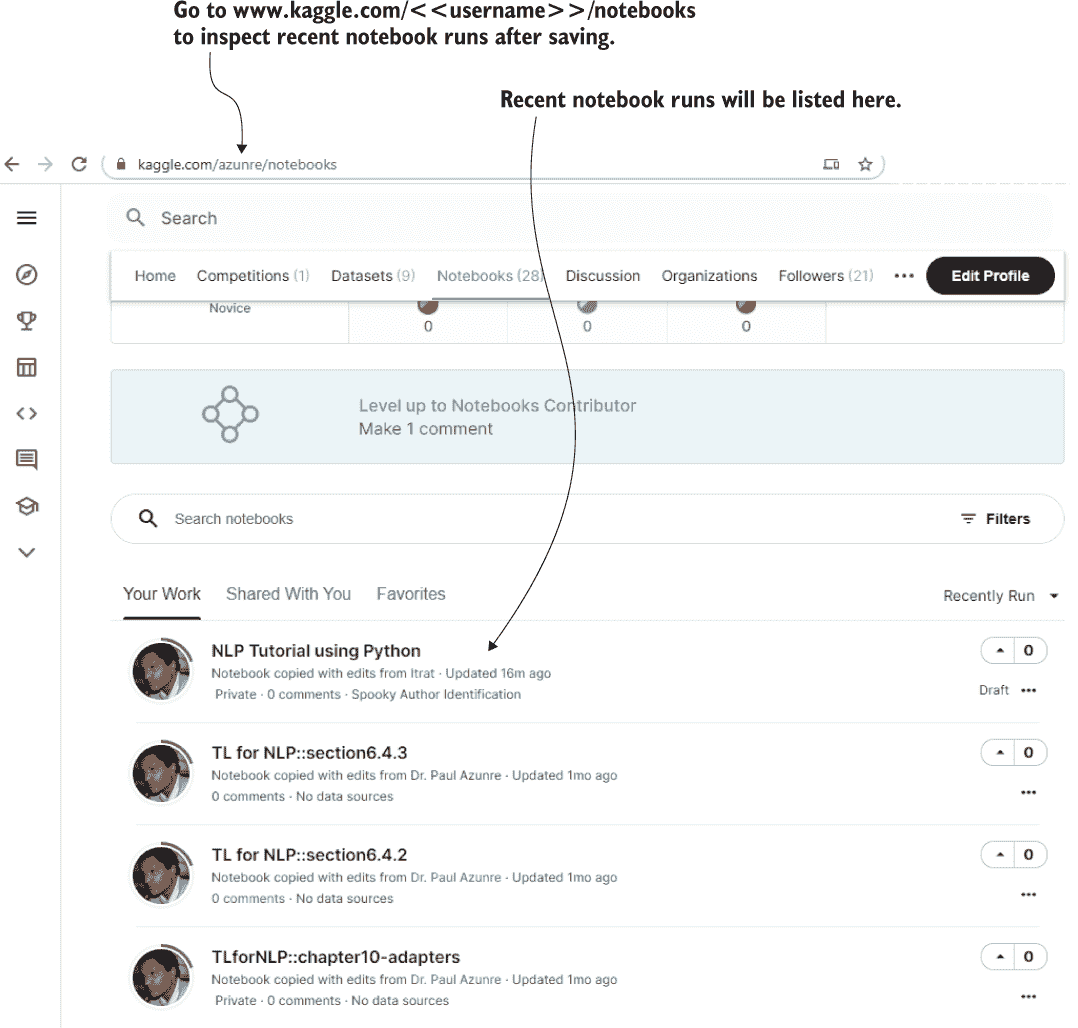 Go to www.kaggle.com/<<username>>/notebooks
to inspect recent notebook runs after saving.
Recent notebook runs will be listed here.
kaggle.com/azunre/notebooks
Search
Home Competitions (1) Datasets (9) Notebooks (28) Discussion Organizations Followers (21) ••• Edit Profile
Novice
0 0 0
Level up to Notebooks Contributor
Make 1 comment
Search notebooks Filters
Your Work Shared With You Favorites Recently Run
NLP Tutorial using Python 0
Notebook copied with edits from Itrat · Updated 16m ago
Private · 0 comments · Spooky Author Identification Draft •••
TL for NLP::section6.4.3 0
Notebook copied with edits from Dr. Paul Azunre · Updated 1mo ago
0 comments · No data sources •••
TL for NLP::section6.4.2 0
Notebook copied with edits from Dr. Paul Azunre · Updated 1mo ago
0 comments · No data sources •••
TLforNLP::chapter10-adapters 0
Notebook copied with edits from Dr. Paul Azunre · Updated 1mo ago
Private · 0 comments · No data sources •••